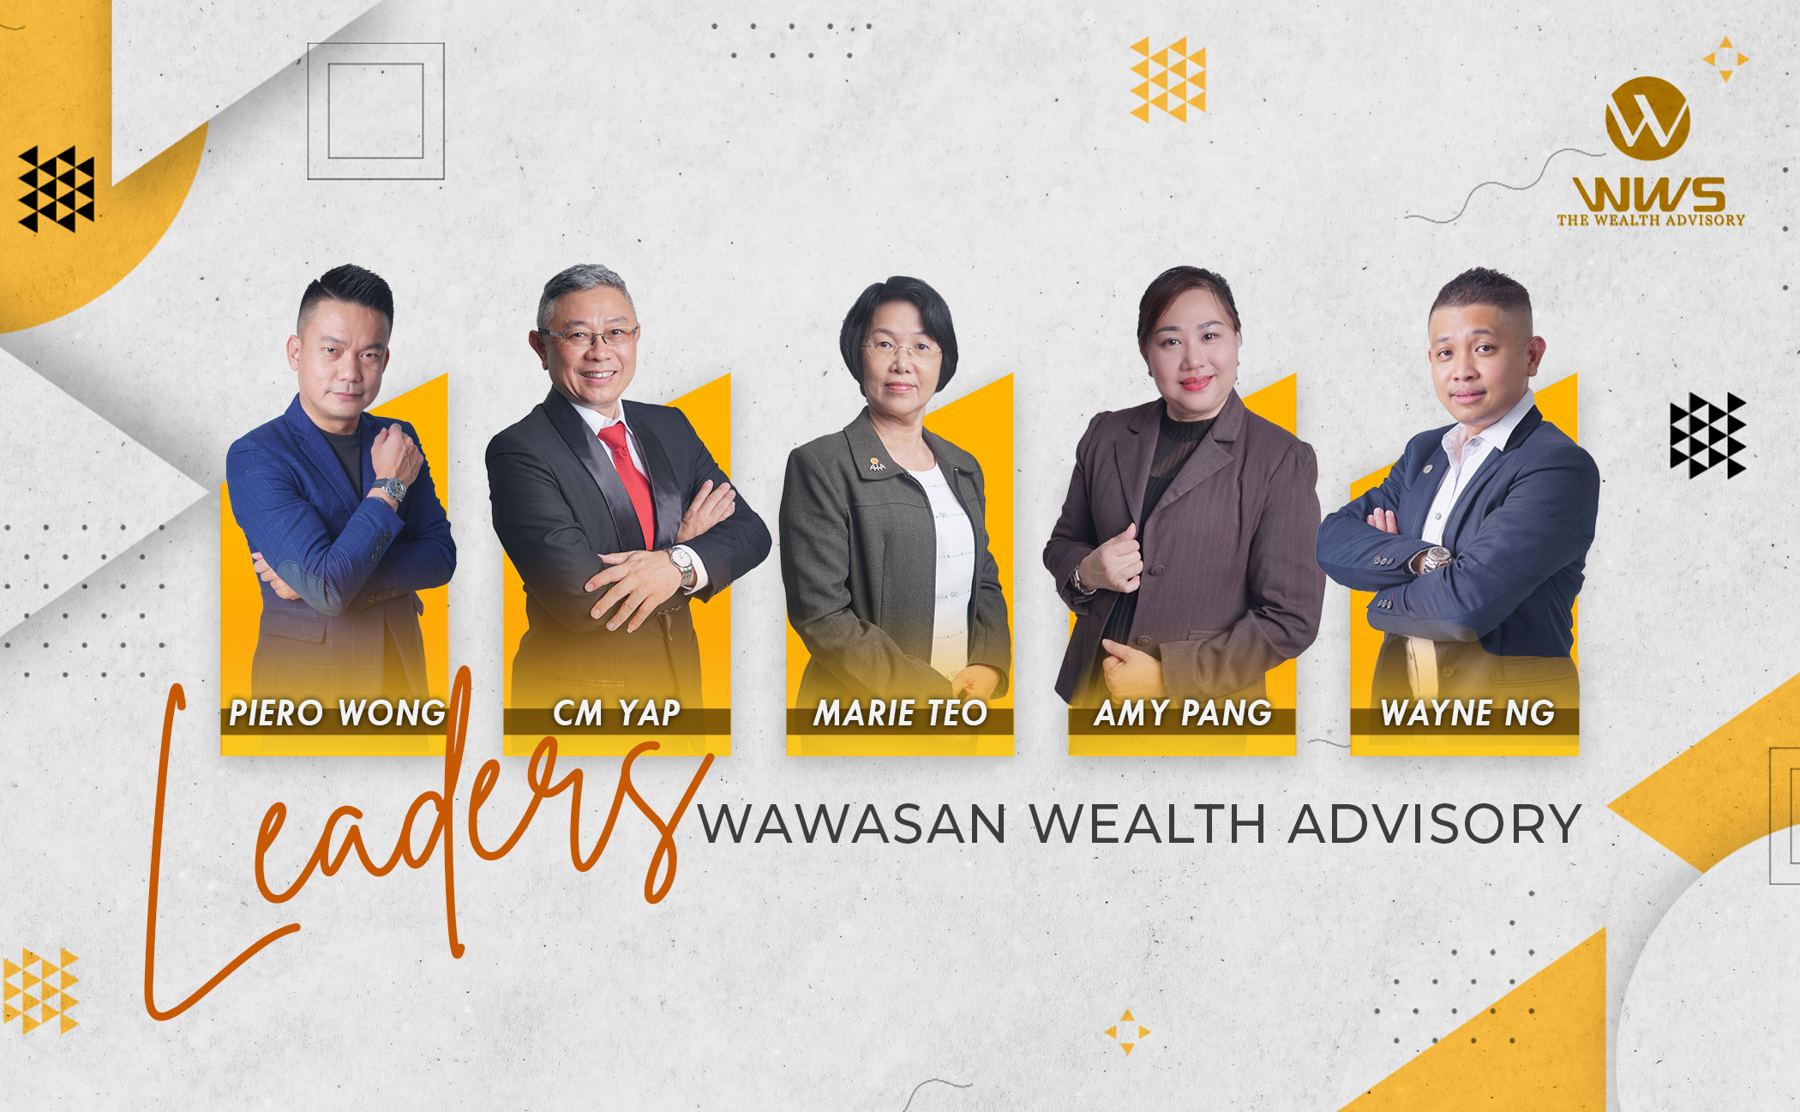 W
WWS
THE WEALTH ADVISORY
PIERO WONG
CM YAP
MARIE TEO
AMY PANG
WAYNE NG
Leaders
WAWASAN WEALTH ADVISORY